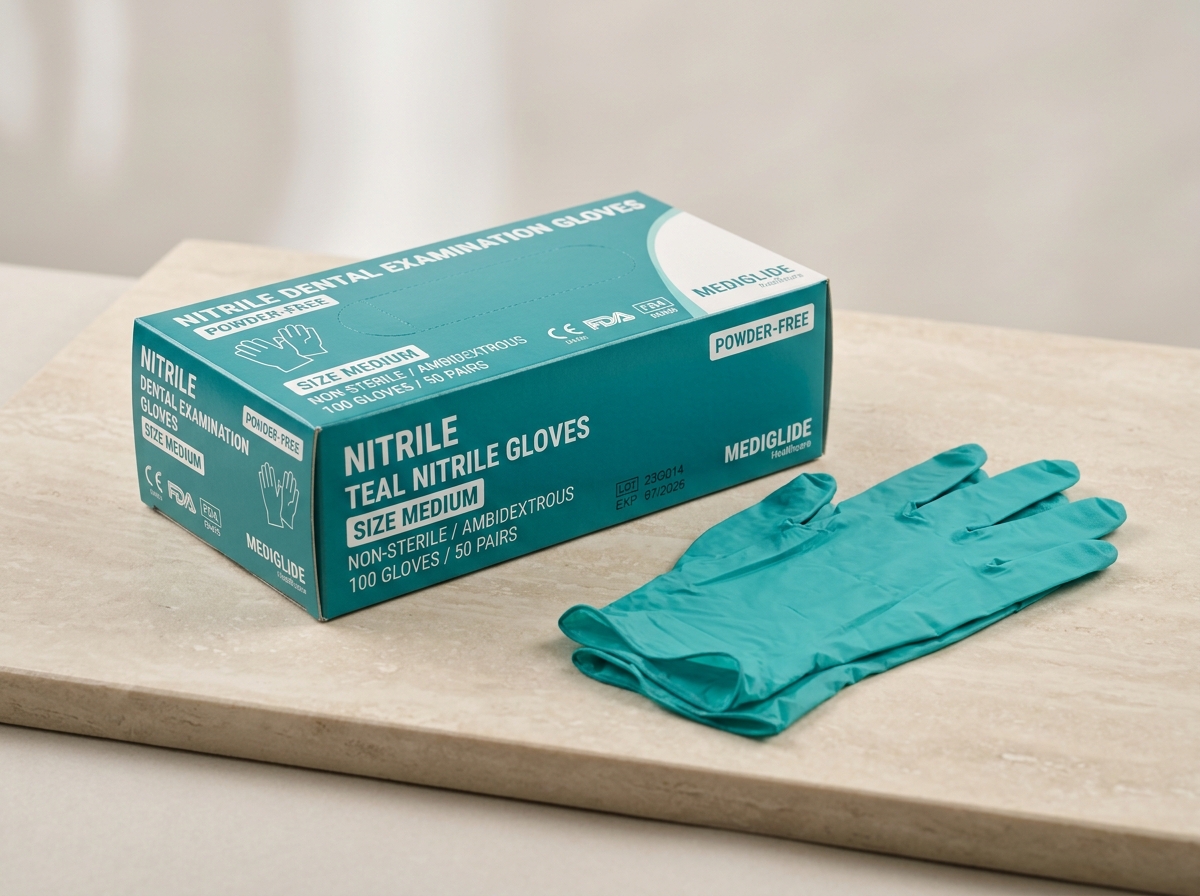 NITRILE DENTAL EXAMINATION GLOVES
POWDER-FREE
SIZE MEDIUM
NON-STERILE / AMBIDEXTROUS
100 GLOVES / 50 PAIRS
CE
FDA
MEDIGLIDE
NITRILE
DENTAL EXAMINATION
GLOVES
SIZE MEDIUM
POWDER-FREE
CE
FDA
MEDIGLIDE
NITRILE
TEAL NITRILE GLOVES
SIZE MEDIUM
NON-STERILE / AMBIDEXTROUS
100 GLOVES / 50 PAIRS
LOT 23G014
EXP 87/2026
POWDER-FREE
MEDIGLIDE
Healthcare